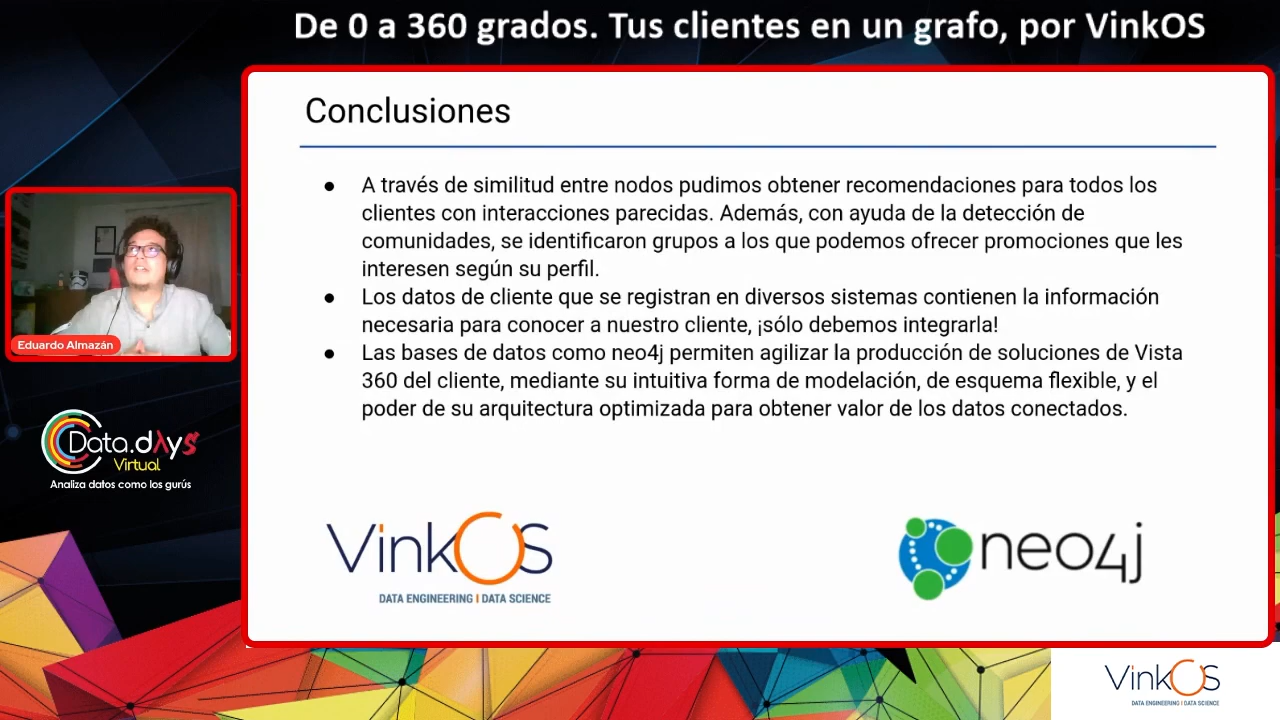 De 0 a 360 grados. Tus clientes en un grafo, por VinkOS
Conclusiones
● A través de similitud entre nodos pudimos obtener recomendaciones para todos los
clientes con interacciones parecidas. Además, con ayuda de la detección de
comunidades, se identificaron grupos a los que podemos ofrecer promociones que les
interesen según su perfil.
● Los datos de cliente que se registran en diversos sistemas contienen la información
necesaria para conocer a nuestro cliente, ¡sólo debemos integrarla!
● Las bases de datos como neo4j permiten agilizar la producción de soluciones de Vista
360 del cliente, mediante su intuitiva forma de modelación, de esquema flexible, y el
poder de su arquitectura optimizada para obtener valor de los datos conectados.
Eduardo Almazán
Data.dAyS
Virtual
Analiza datos como los gurús
VinkOS
DATA ENGINEERING | DATA SCIENCE
neo4j
VinkOS
DATA ENGINEERING | DATA SCIENCE